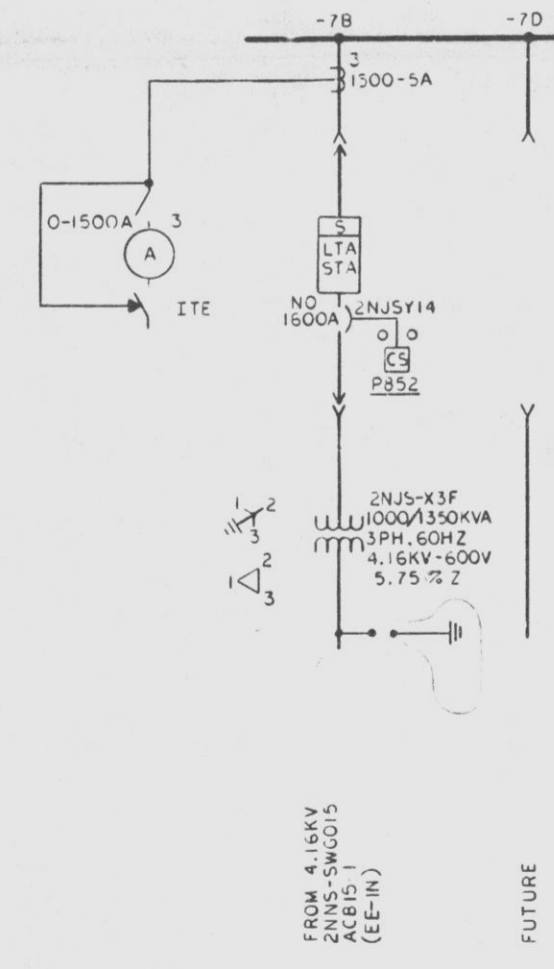 -7B
-7D
3
1500-5A
0-1500A
3
A
ITE
S
LTA
STA
NO
1600A
2NJSY14
CS
P852
1
2
3
2NJS-X3F
1000/1350KVA
3PH.60HZ
4.16KV-600V
5.75%Z
1
2
3
FROM 4.16KV
2NNS-SWG015
ACB15-1
(EE-1N)
FUTURE